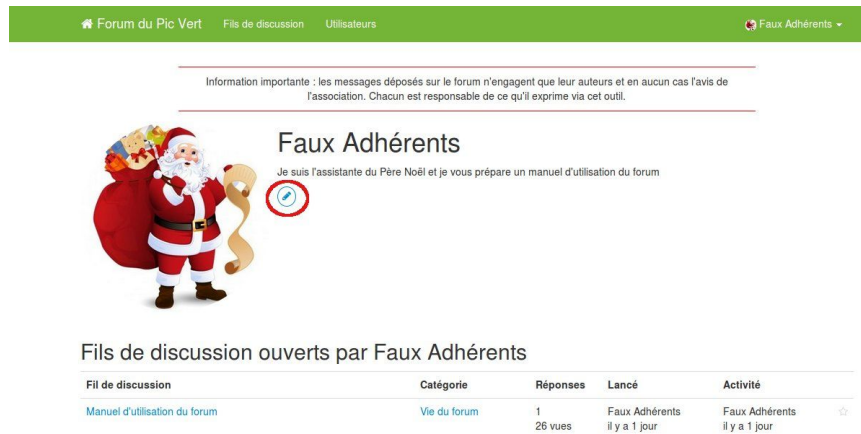 Forum du Pic Vert Fils de discussion Utilisateurs Faux Adhérents
Information importante : les messages déposés sur le forum n'engagent que leur auteurs et en aucun cas l'avis de
l'association. Chacun est responsable de ce qu'il exprime via cet outil.
Faux Adhérents
Je suis l'assistante du Père Noël et je vous prépare un manuel d'utilisation du forum
Fils de discussion ouverts par Faux Adhérents
Fil de discussion Catégorie Réponses Lancé Activité
Manuel d'utilisation du forum Vie du forum 1 Faux Adhérents Faux Adhérents
26 vues il y a 1 jour il y a 1 jour